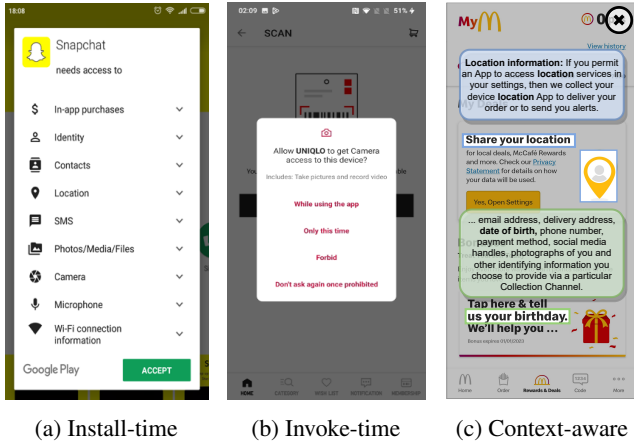 18:08
Snapchat
needs access to
In-app purchases
Identity
Contacts
Location
SMS
Photos/Media/Files
Camera
Microphone
Wi-Fi connection
information
Google Play
ACCEPT
(a) Install-time
02:09
51%
SCAN
Allow UNIQLO to get Camera
access to this device?
Includes: Take pictures and record video
While using the app
Only this time
Forbid
Don't ask again once prohibited
HOME
CATEGORY
WISH LIST
NOTIFICATION
MEMBERSHIP
(b) Invoke-time
My
View history
Location information: If you permit
an App to access location services in
your settings, then we collect your
device location App to deliver your
order or to send you alerts.
Share your location
for local deals, McCafé Rewards
and more. Check our Privacy
Statement for details on how
your data will be used.
Yes, Open Settings
... email address, delivery address,
date of birth, phone number,
payment method, social media
handles, photographs of you and
other identifying information you
choose to provide via a particular
Collection Channel.
Tap here & tell
us your birthday.
We'll help you ...
Bonus expires 01/01/2023
Home
Order
Rewards & Deals
Code
More
(c) Context-aware